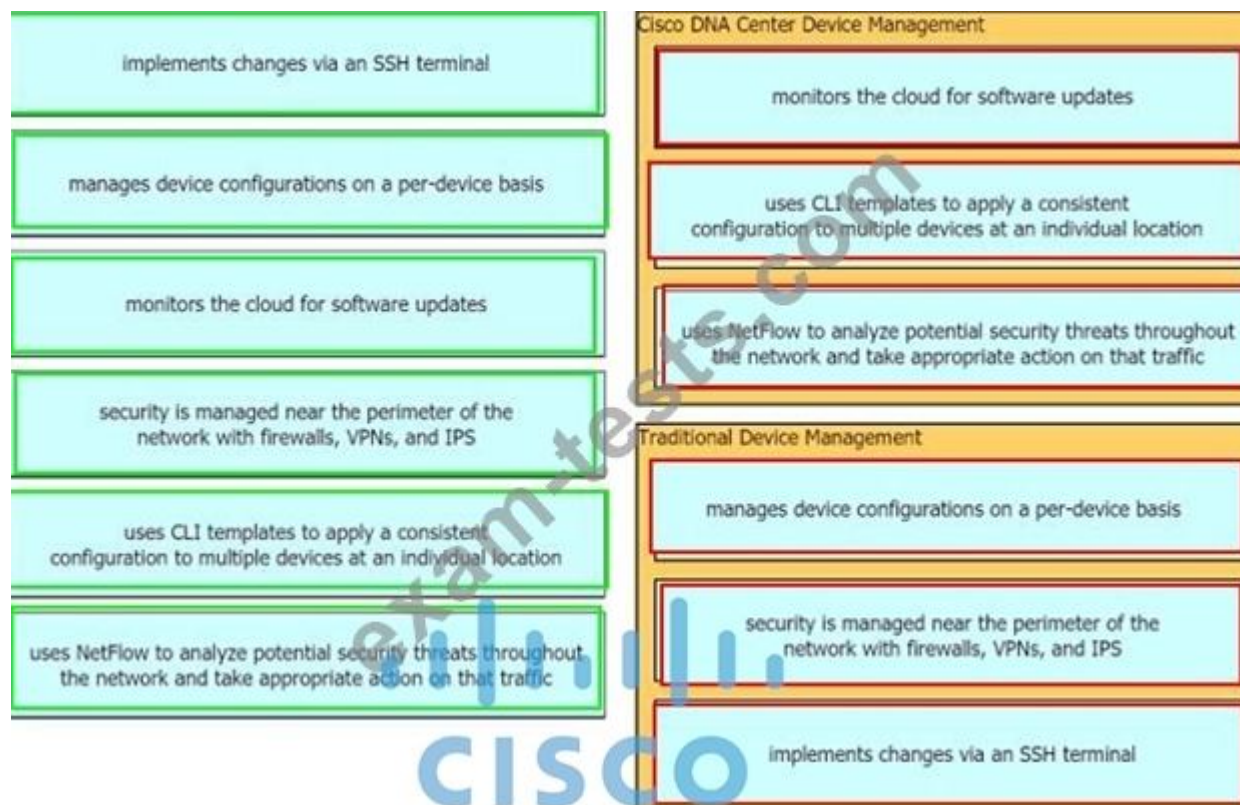 implements changes via an SSH terminal
manages device configurations on a per-device basis
monitors the cloud for software updates
security is managed near the perimeter of the
network with firewalls, VPNs, and IPS
uses CLI templates to apply a consistent
configuration to multiple devices at an individual location
uses NetFlow to analyze potential security threats throughout
the network and take appropriate action on that traffic
Cisco DNA Center Device Management
monitors the cloud for software updates
uses CLI templates to apply a consistent
configuration to multiple devices at an individual location
uses NetFlow to analyze potential security threats throughout
the network and take appropriate action on that traffic
Traditional Device Management
manages device configurations on a per-device basis
security is managed near the perimeter of the
network with firewalls, VPNs, and IPS
implements changes via an SSH terminal
exam-tests.com
CISCO